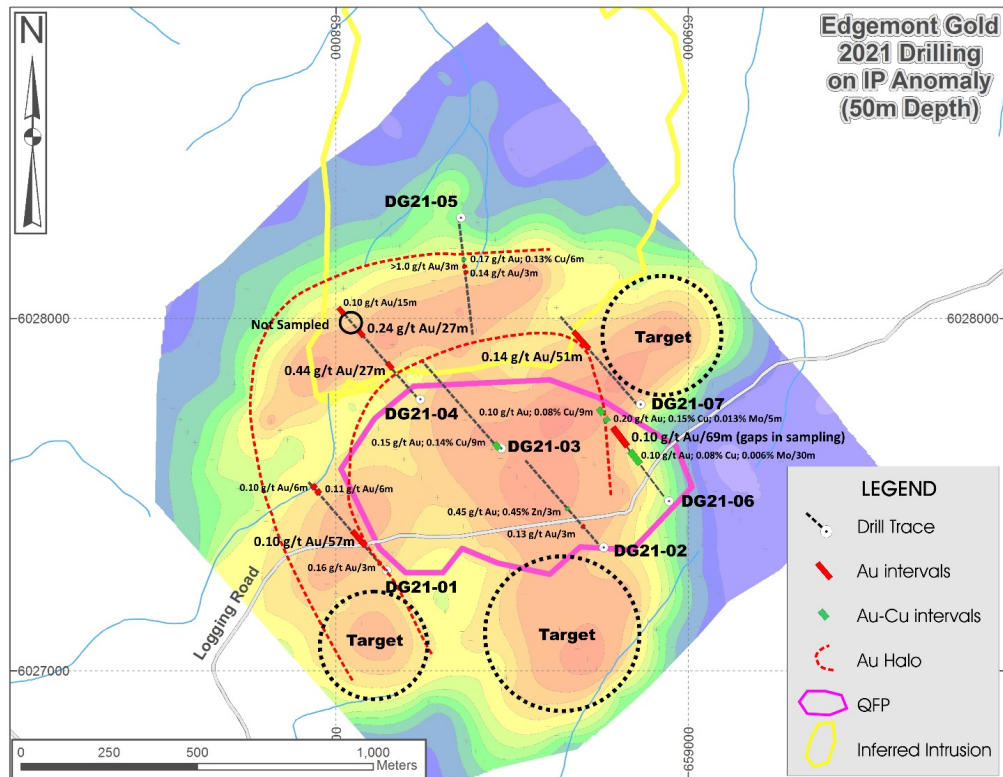 N
Edgemont Gold
2021 Drilling
on IP Anomaly
(50m Depth)
658000
659000
DG21-05
0.17 g/t Au; 0.13% Cu/6m
>1.0 g/t Au/3m
0.14 g/t Au/3m
0.10 g/t Au/15m
6028000
6028000
Not Sampled
0.24 g/t Au/27m
Target
0.14 g/t Au/51m
0.44 g/t Au/27m
DG21-04
DG21-07
0.10 g/t Au; 0.08% Cu/9m
0.20 g/t Au; 0.15% Cu; 0.013% Mo/5m
0.10 g/t Au/69m (gaps in sampling)
0.15 g/t Au; 0.14% Cu/9m
DG21-03
0.10 g/t Au; 0.08% Cu; 0.006% Mo/30m
0.10 g/t Au/6m
0.11 g/t Au/6m
DG21-06
0.45 g/t Au; 0.45% Zn/3m
0.13 g/t Au/3m
0.10 g/t Au/57m
DG21-02
0.16 g/t Au/3m
DG21-01
Logging Road
Target
Target
6027000
659000
LEGEND
Drill Trace
Au intervals
Au-Cu intervals
Au Halo
QFP
Inferred Intrusion
0 250 500 1,000
Meters